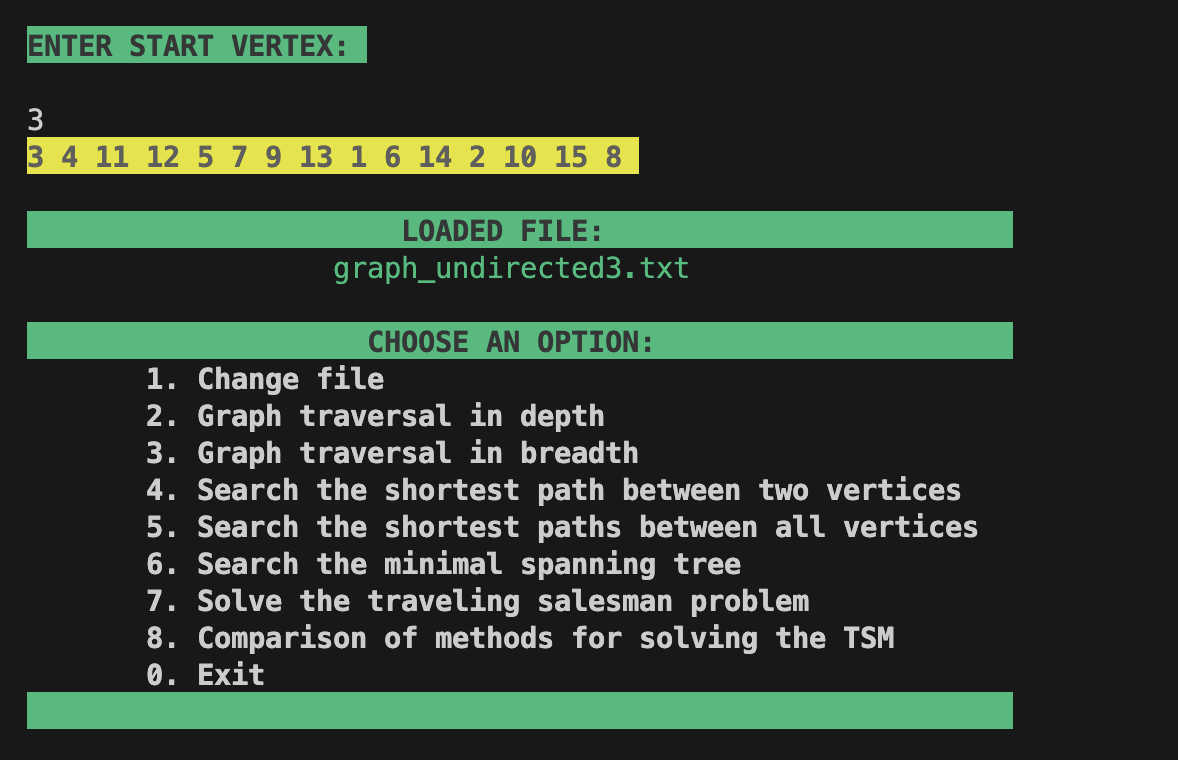 ENTER START VERTEX:
3
3 4 11 12 5 7 9 13 1 6 14 2 10 15 8
LOADED FILE:
graph_undirected3.txt
CHOOSE AN OPTION:
1. Change file
2. Graph traversal in depth
3. Graph traversal in breadth
4. Search the shortest path between two vertices
5. Search the shortest paths between all vertices
6. Search the minimal spanning tree
7. Solve the traveling salesman problem
8. Comparison of methods for solving the TSM
0. Exit